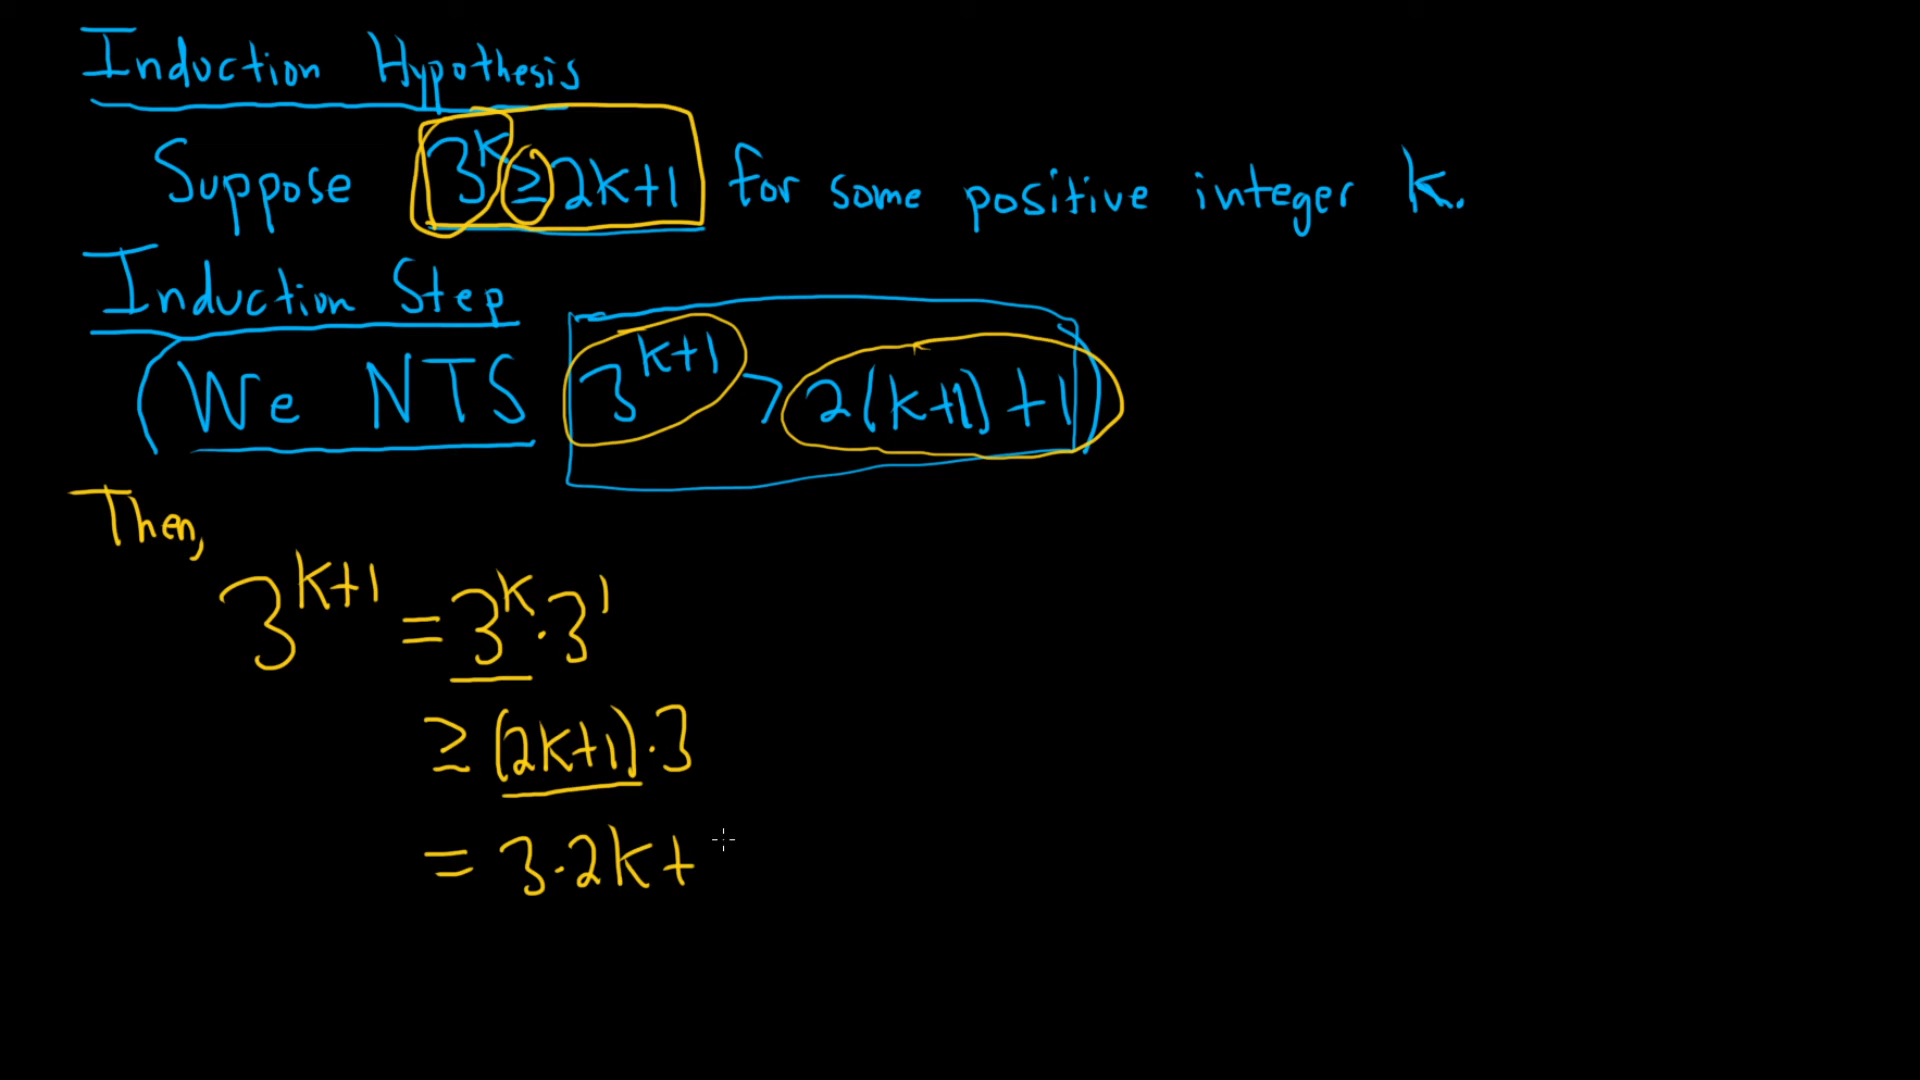 Induction Hypothesis
Suppose 3^k ≥ 2k+1 for some positive integer k.
Induction Step
(We NTS 3^{k+1} > 2(k+1)+1)
Then,
3^{k+1} = 3^k · 3^1
≥ (2k+1) · 3
= 3·2k+